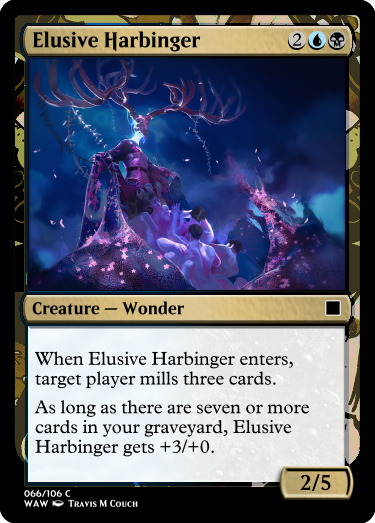 Elusive Harbinger 2
Creature — Wonder
When Elusive Harbinger enters,
target player mills three cards.
As long as there are seven or more
cards in your graveyard, Elusive
Harbinger gets +3/+0.
2/5
066/106 C
WAW Travis M Couch